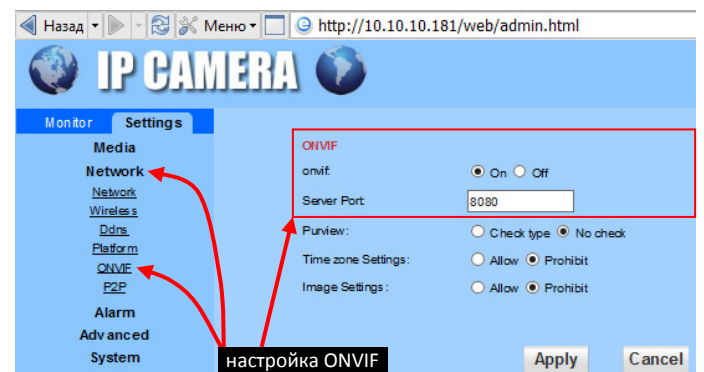 Назад Меню http://10.10.10.181/web/admin.html
IP CAMERA
Monitor Settings
Media
Network
Network
Wireless
Ddns
Platform
ONVIF
P2P
Alarm
Advanced
System
ONVIF
onvif: On Off
Server Port: 8080
Purview: Check type No check
Time zone Settings: Allow Prohibit
Image Settings: Allow Prohibit
настройка ONVIF
Apply Cancel